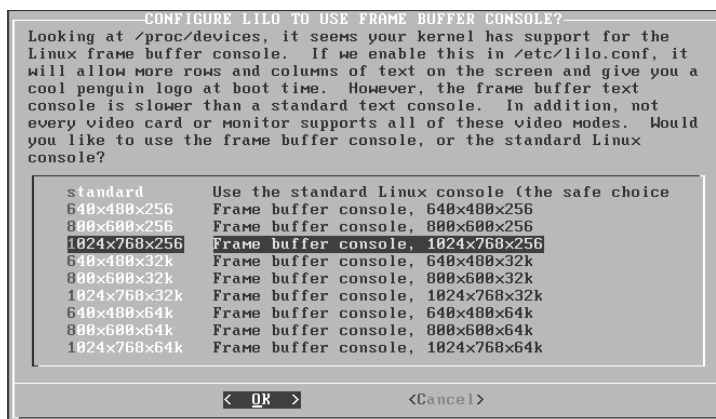 CONFIGURE LILO TO USE FRAME BUFFER CONSOLE?
Looking at /proc/devices, it seems your kernel has support for the
Linux frame buffer console.  If we enable this in /etc/lilo.conf, it
will allow more rows and columns of text on the screen and give you a
cool penguin logo at boot time.  However, the frame buffer text
console is slower than a standard text console.  In addition, not
every video card or monitor supports all of these video modes.  Would
you like to use the frame buffer console, or the standard Linux
console?
standard Use the standard Linux console (the safe choice
640x480x256 Frame buffer console, 640x480x256
800x600x256 Frame buffer console, 800x600x256
1024x768x256 Frame buffer console, 1024x768x256
640x480x32k Frame buffer console, 640x480x32k
800x600x32k Frame buffer console, 800x600x32k
1024x768x32k Frame buffer console, 1024x768x32k
640x480x64k Frame buffer console, 640x480x64k
800x600x64k Frame buffer console, 800x600x64k
1024x768x64k Frame buffer console, 1024x768x64k
< OK > <Cancel>